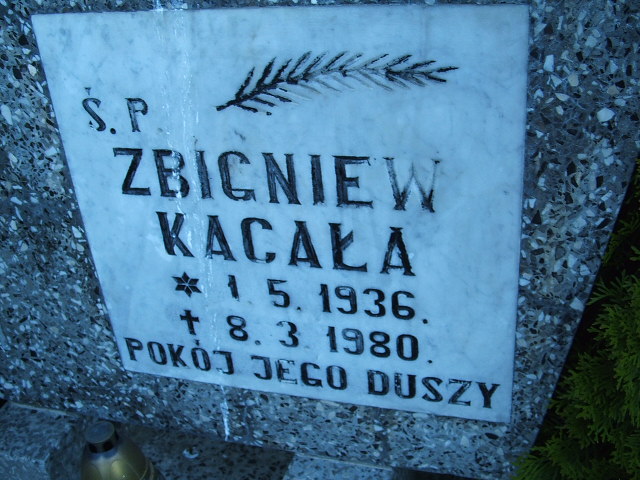 Ś.P
ZBIGNIEW
KACAŁA
✶ 1 5.1936.
✝ 8.3.1980.
POKÓJ JEGO DUSZY